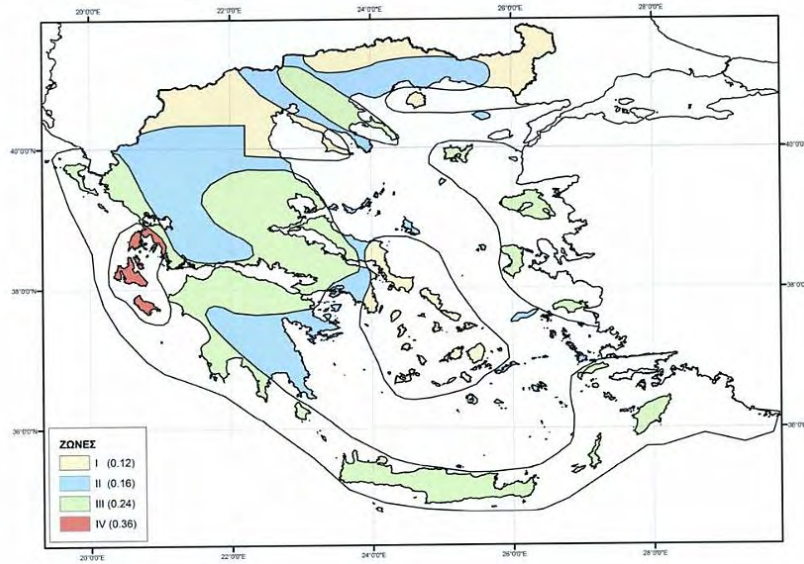 20°0'0"E 22°0'0"E 24°0'0"E 26°0'0"E 28°0'0"E
40°0'0"N 40°0'0"N
38°0'0"N 38°0'0"N
36°0'0"N 36°0'0"N
ΖΩΝΕΣ
I (0.12)
II (0.16)
III (0.24)
IV (0.36)
20°0'0"E 22°0'0"E 24°0'0"E 26°0'0"E 28°0'0"E